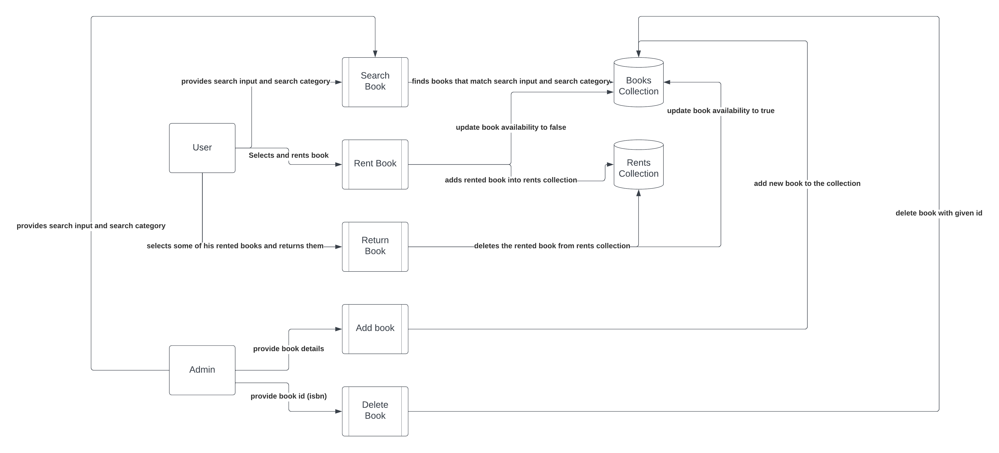 provides search input and search category
Search
Book
finds books that match search input and search category
Books
Collection
update book availability to true
update book availability to false
User
Selects and rents book
Rent Book
Rents
Collection
adds rented book into rents collection
add new book to the collection
delete book with given id
provides search input and search category
selects some of his rented books and returns them
Return
Book
deletes the rented book from rents collection
Add book
provide book details
Admin
provide book id (isbn)
Delete
Book